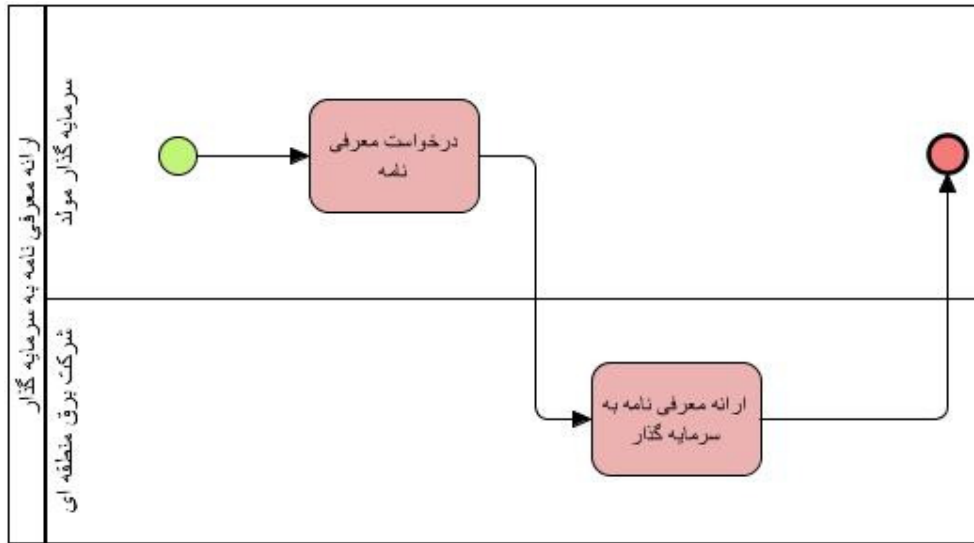 ارائه معرفی نامه به سرمایه گذار
سرمایه گذار مولد
درخواست معرفی
نامه
شرکت برق منطقه ای
ارائه معرفی نامه به
سرمایه گذار